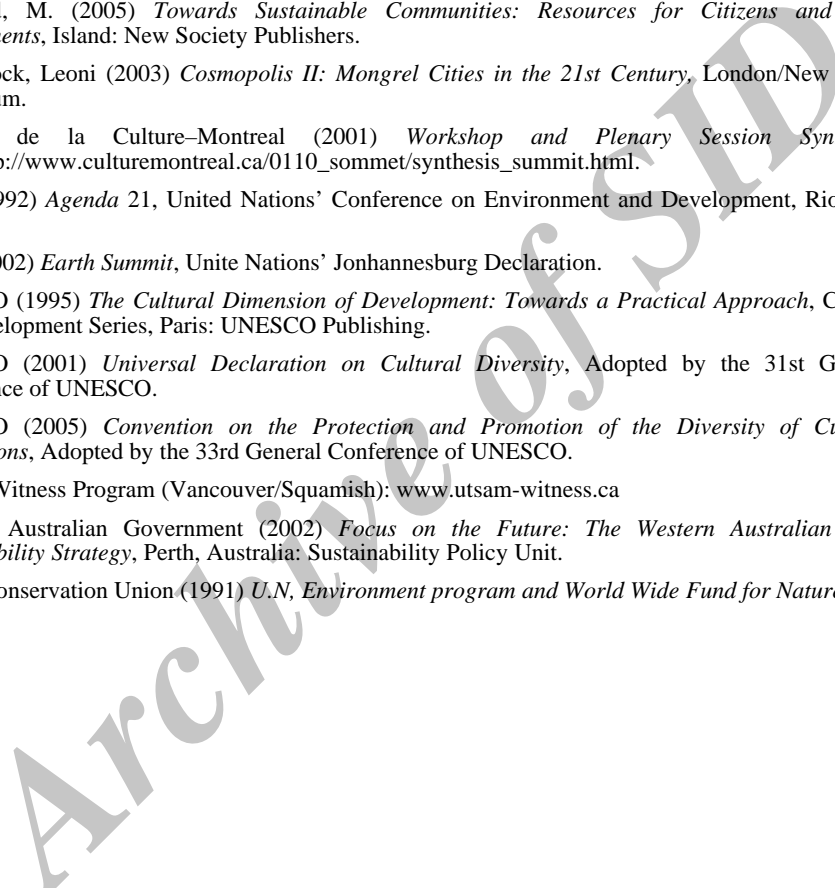 M. (2005) Towards Sustainable Communities: Resources for Citizens and
ents, Island: New Society Publishers.
ock, Leoni (2003) Cosmopolis II: Mongrel Cities in the 21st Century, London/New
um.
de la Culture–Montreal (2001) Workshop and Plenary Session Syn
p://www.culturemontreal.ca/0110_sommet/synthesis_summit.html.
992) Agenda 21, United Nations’ Conference on Environment and Development, Rio
002) Earth Summit, Unite Nations’ Jonhannesburg Declaration.
O (1995) The Cultural Dimension of Development: Towards a Practical Approach, C
elopment Series, Paris: UNESCO Publishing.
O (2001) Universal Declaration on Cultural Diversity, Adopted by the 31st G
nce of UNESCO.
O (2005) Convention on the Protection and Promotion of the Diversity of Cu
ons, Adopted by the 33rd General Conference of UNESCO.
Witness Program (Vancouver/Squamish): www.utsam-witness.ca
Australian Government (2002) Focus on the Future: The Western Australian
bility Strategy, Perth, Australia: Sustainability Policy Unit.
onservation Union (1991) U.N, Environment program and World Wide Fund for Nature
Archive of SID